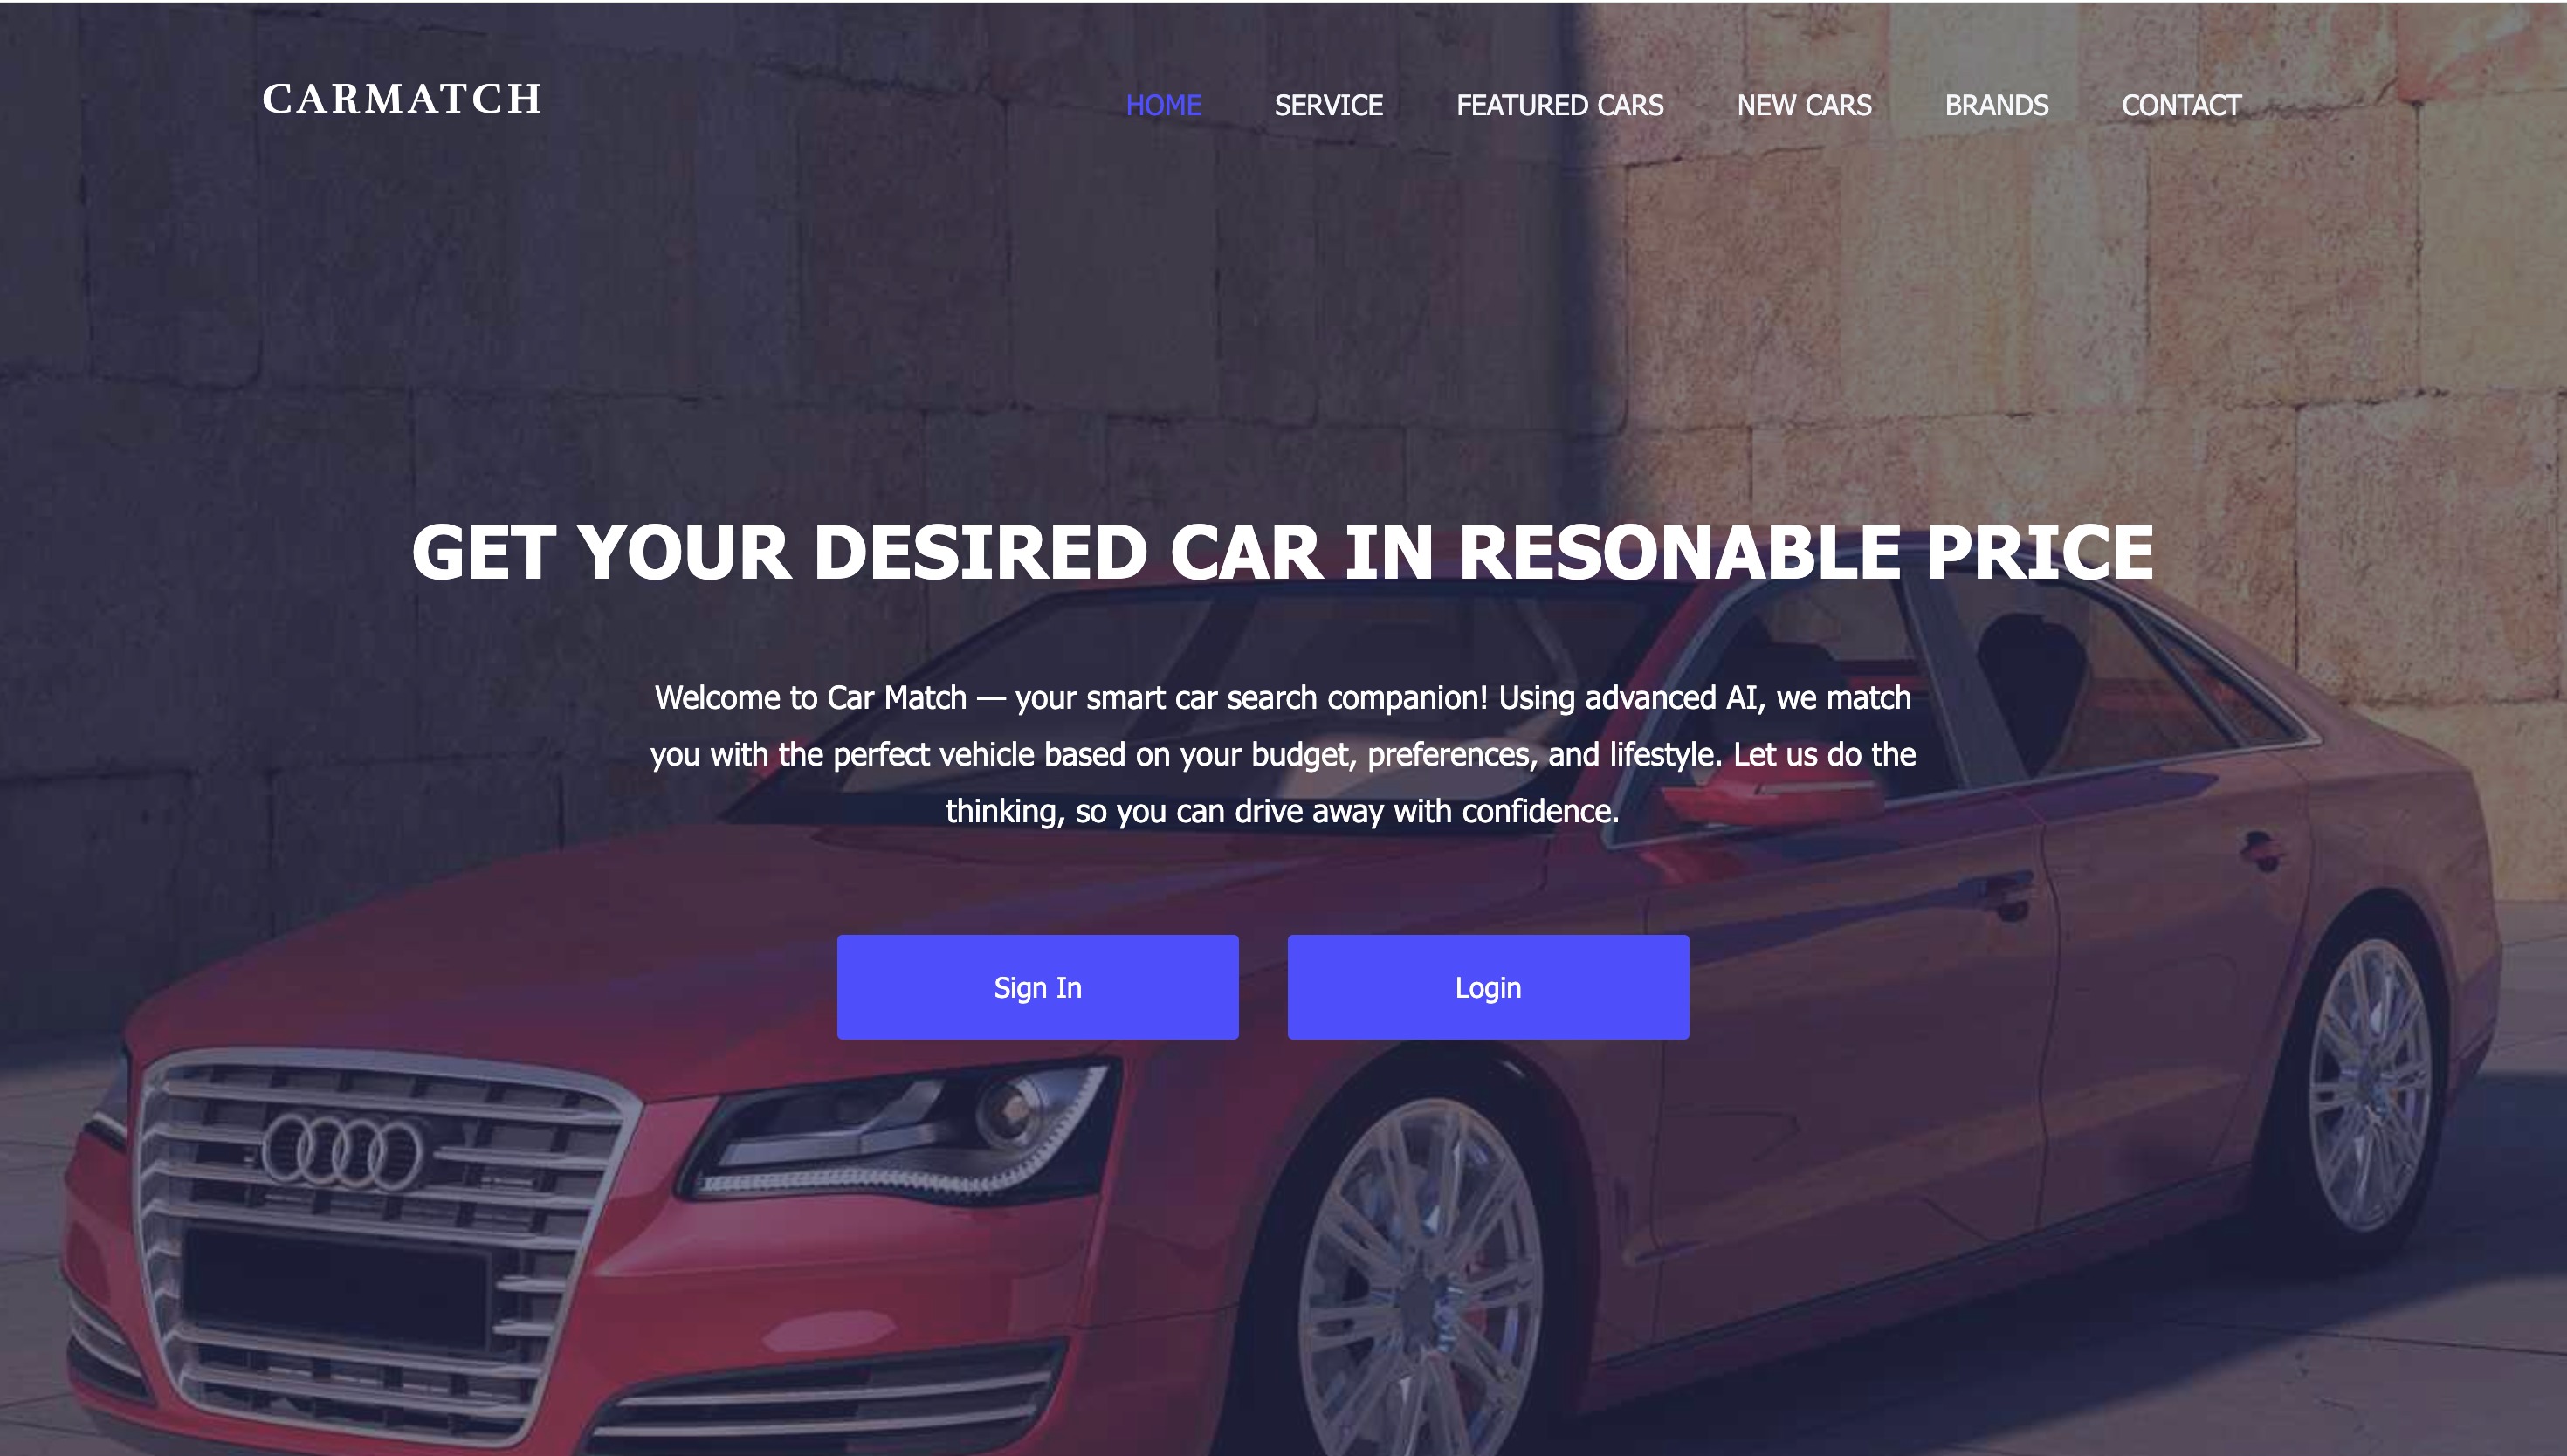 CARMATCH
HOME SERVICE FEATURED CARS NEW CARS BRANDS CONTACT
GET YOUR DESIRED CAR IN RESONABLE PRICE
Welcome to Car Match — your smart car search companion! Using advanced AI, we match
you with the perfect vehicle based on your budget, preferences, and lifestyle. Let us do the
thinking, so you can drive away with confidence.
Sign In Login